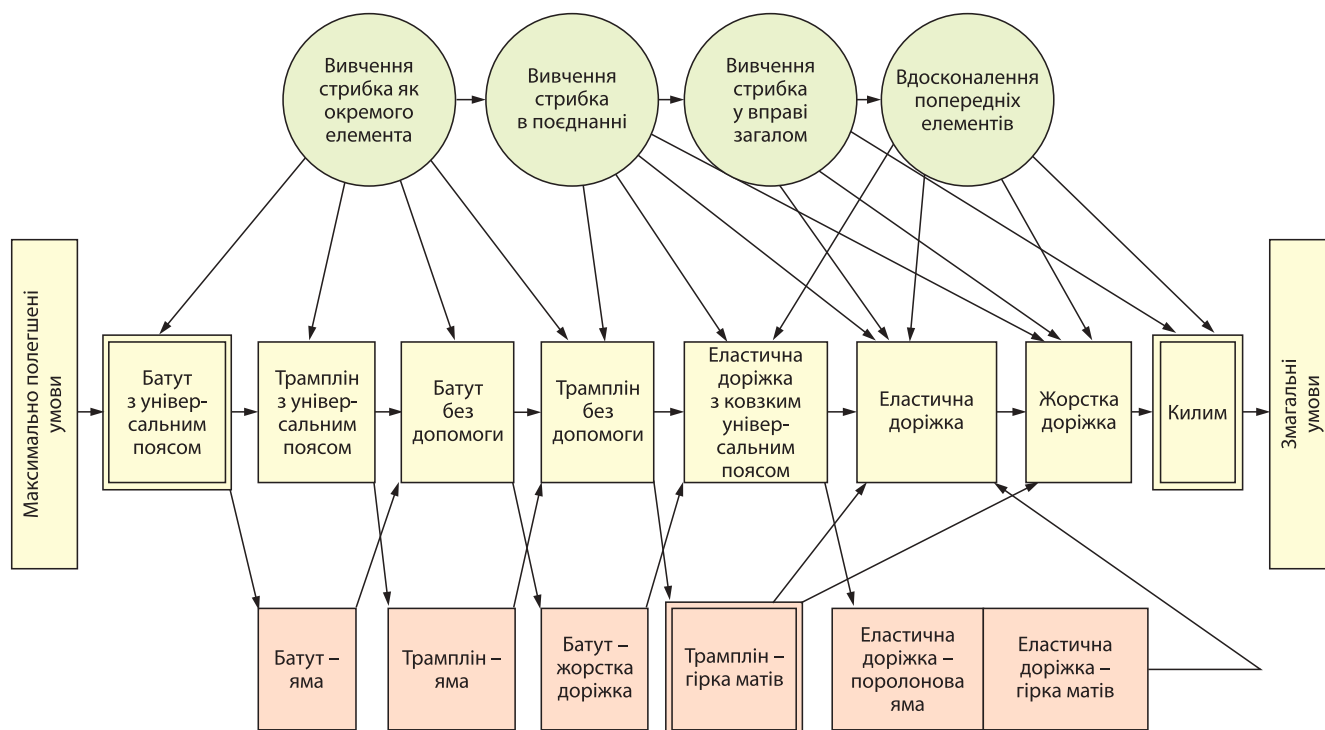 Вивчення
стрибка як
окремого
елемента
Вивчення
стрибка
в поєднанні
Вивчення
стрибка
у вправі
загалом
Вдосконалення
попередніх
елементів
Максимально полегшені
умови
Батут
з універ-
сальним
поясом
Трамплін
з універ-
сальним
поясом
Батут
без
допомоги
Трамплін
без
допомоги
Еластична
доріжка
з ковзким
універ-
сальним
поясом
Еластична
доріжка
Жорстка
доріжка
Килим
Змагальні
умови
Батут –
яма
Трамплін –
яма
Батут –
жорстка
доріжка
Трамплін –
гірка матів
Еластична
доріжка –
поролонова
яма
Еластична
доріжка –
гірка матів